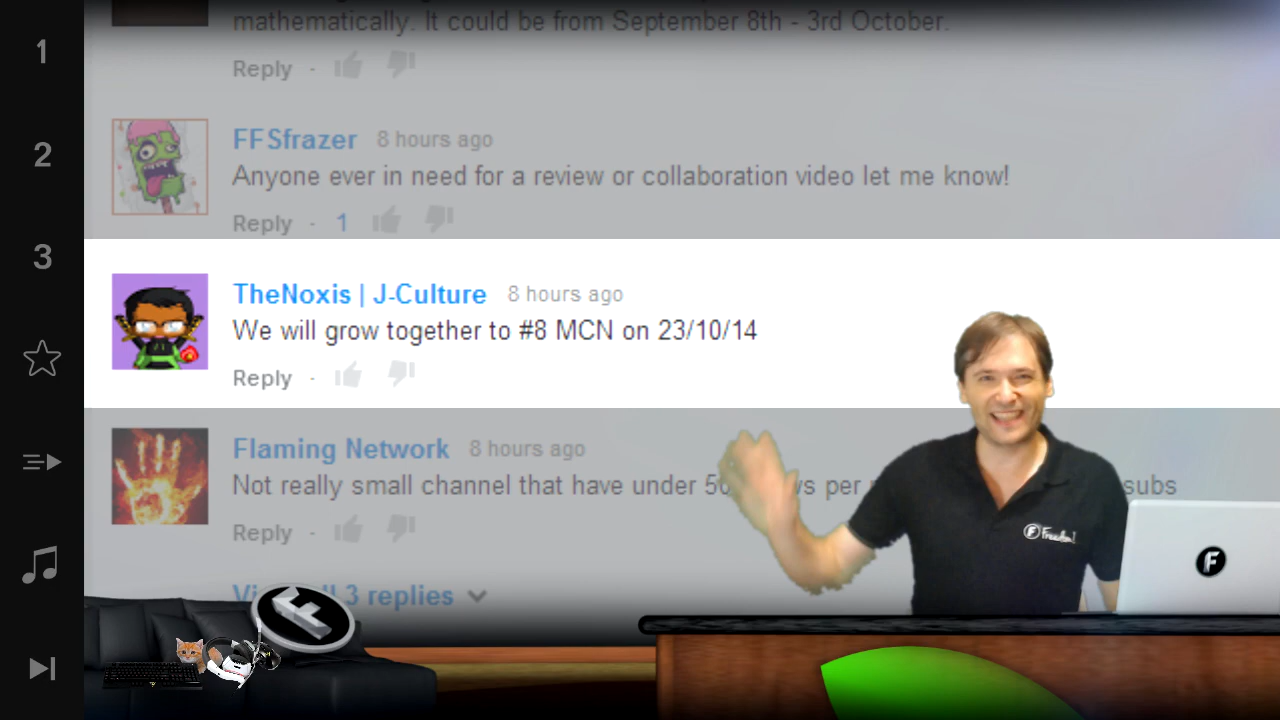 1
2
3
mathematically. It could be from September 8th - 3rd October.
Reply ·
FFSfrazer 8 hours ago
Anyone ever in need for a review or collaboration video let me know!
Reply · 1
TheNoxis | J-Culture 8 hours ago
We will grow together to #8 MCN on 23/10/14
Reply ·
Flaming Network 8 hours ago
Not really small channel that have under per subs
Reply ·
3 replies
Freedom!
F
F